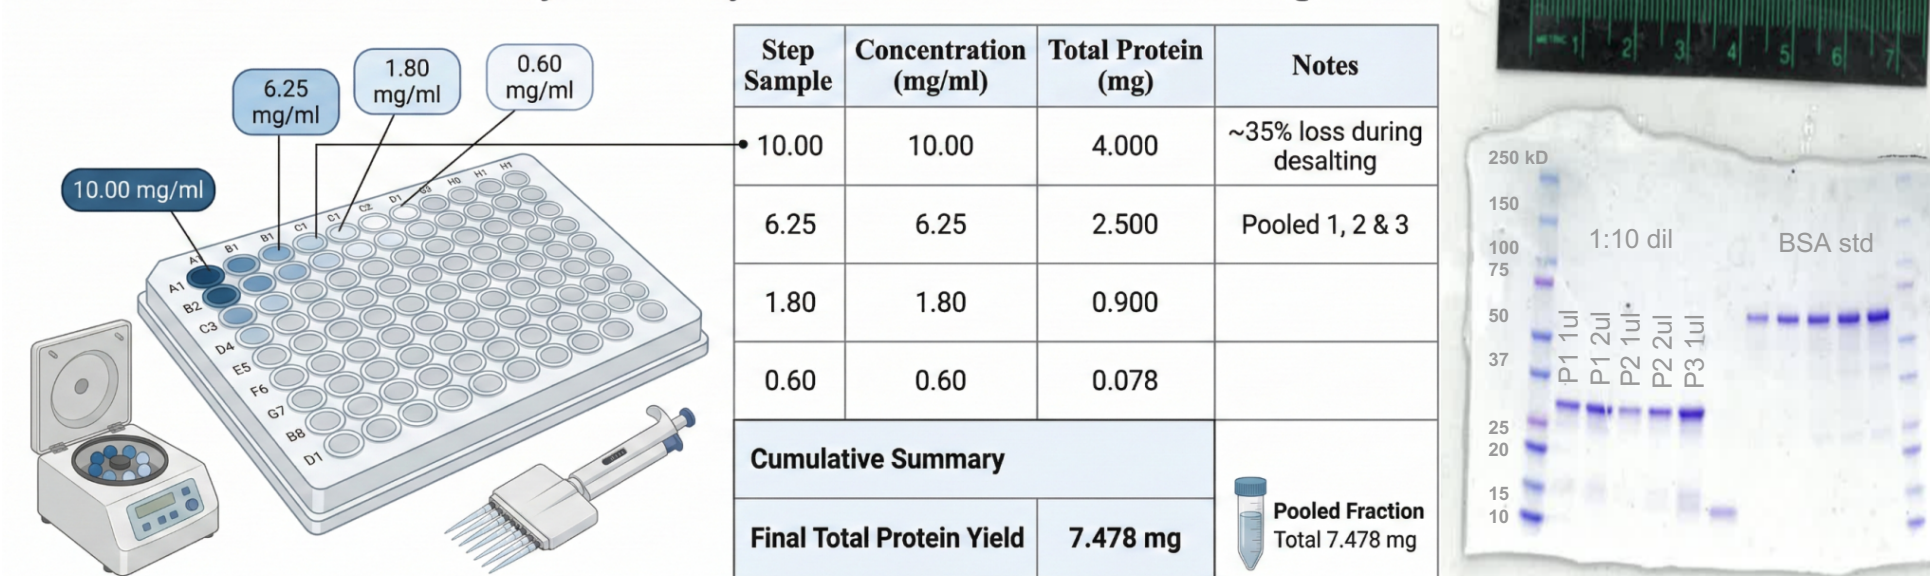 10.00 mg/ml
6.25
mg/ml
1.80
mg/ml
0.60
mg/ml
A1
B1
B1
C1
C1
C2
D1
H0
H1
H1
A1
B2
C3
D4
E5
F6
G7
B8
D1
Step Sample
Concentration (mg/ml)
Total Protein (mg)
Notes
10.00 10.00 4.000 ~35% loss during desalting
6.25 6.25 2.500 Pooled 1, 2 & 3
1.80 1.80 0.900
0.60 0.60 0.078
Cumulative Summary
Final Total Protein Yield 7.478 mg
Pooled Fraction
Total 7.478 mg
METRIC 1 2 3 4 5 6 7
250 kD
150
100
75
50
37
25
20
15
10
1:10 dil
BSA std
P1 1ul
P1 2ul
P2 1ul
P2 2ul
P3 1ul